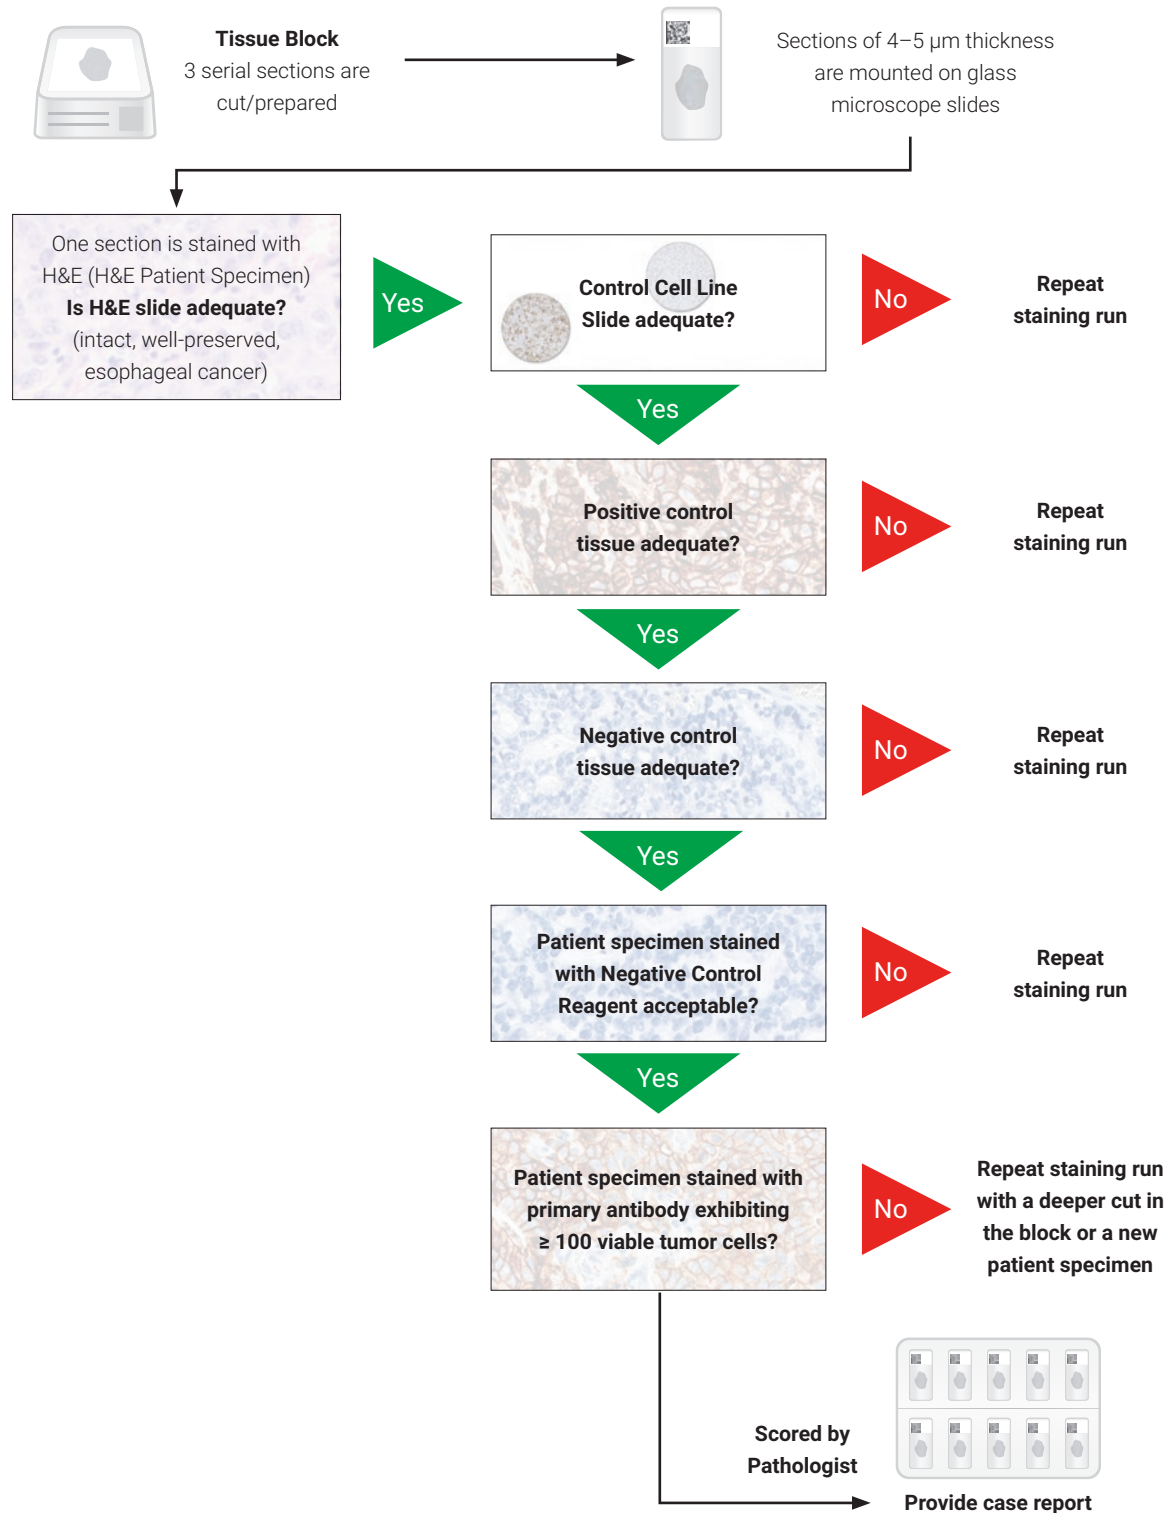 Tissue Block
3 serial sections are
cut/prepared
Sections of 4–5 µm thickness
are mounted on glass
microscope slides
One section is stained with
H&E (H&E Patient Specimen)
Is H&E slide adequate?
(intact, well-preserved,
esophageal cancer)
Yes
Control Cell Line
Slide adequate?
No
Repeat
staining run
Yes
Positive control
tissue adequate?
No
Repeat
staining run
Yes
Negative control
tissue adequate?
No
Repeat
staining run
Yes
Patient specimen stained
with Negative Control
Reagent acceptable?
No
Repeat
staining run
Yes
Patient specimen stained with
primary antibody exhibiting
≥ 100 viable tumor cells?
No
Repeat staining run
with a deeper cut in
the block or a new
patient specimen
Scored by
Pathologist
Provide case report